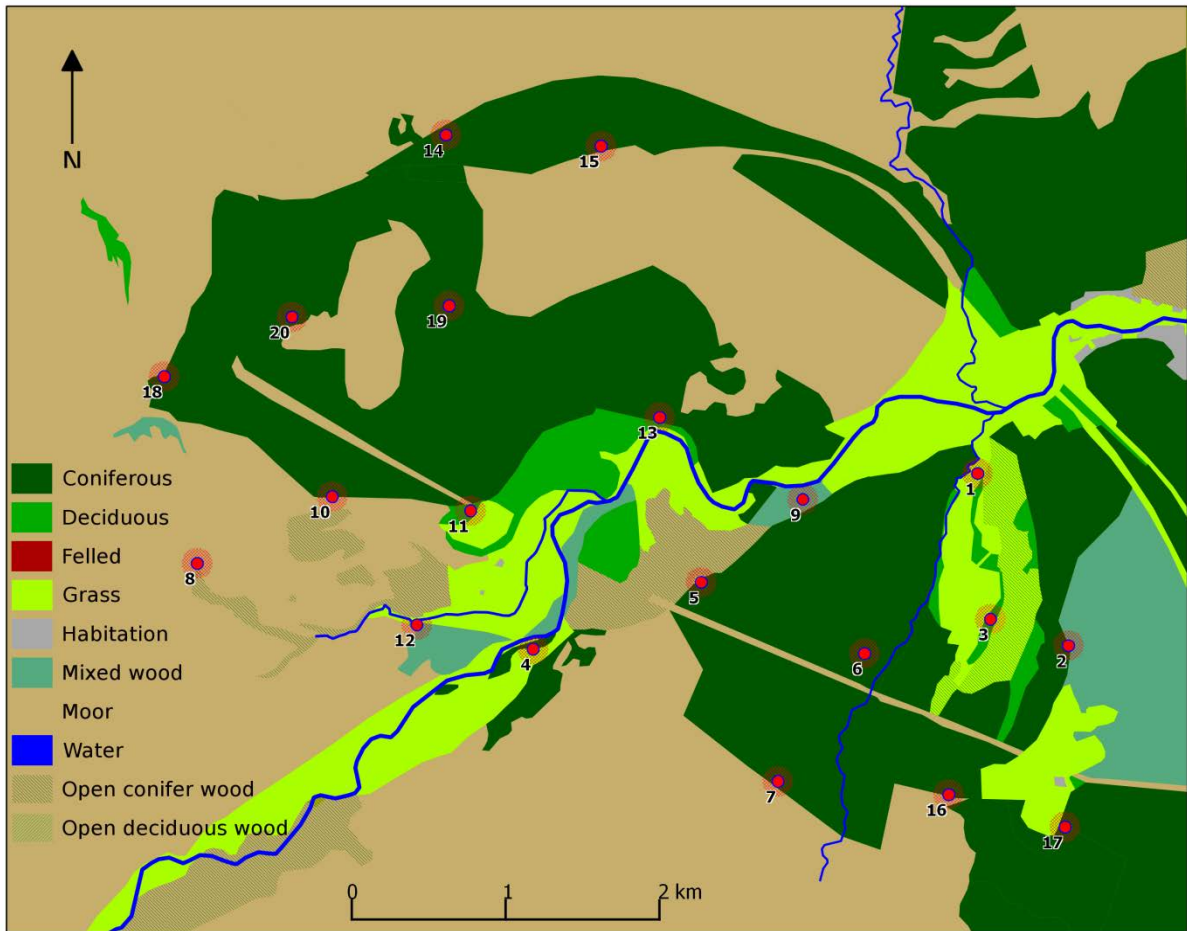 N
14
15
19
20
18
13
1
10
11
9
8
5
3
12
4
6
2
7
16
17
Coniferous
Deciduous
Felled
Grass
Habitation
Mixed wood
Moor
Water
Open conifer wood
Open deciduous wood
0 1 2 km